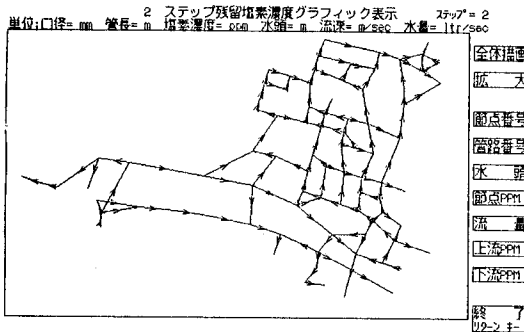 2 ステップ残留塩素濃度グラフィック表示 ステップ= 2
単位;口径= mm 管長= m 塩素濃度= ppm 水頭= m 流速= m/sec 水量= ltr/sec
全体描画
拡 大
節点番号
管路番号
水 頭
節点PPM
流 量
上流PPM
下流PPM
終 了
リターン キー